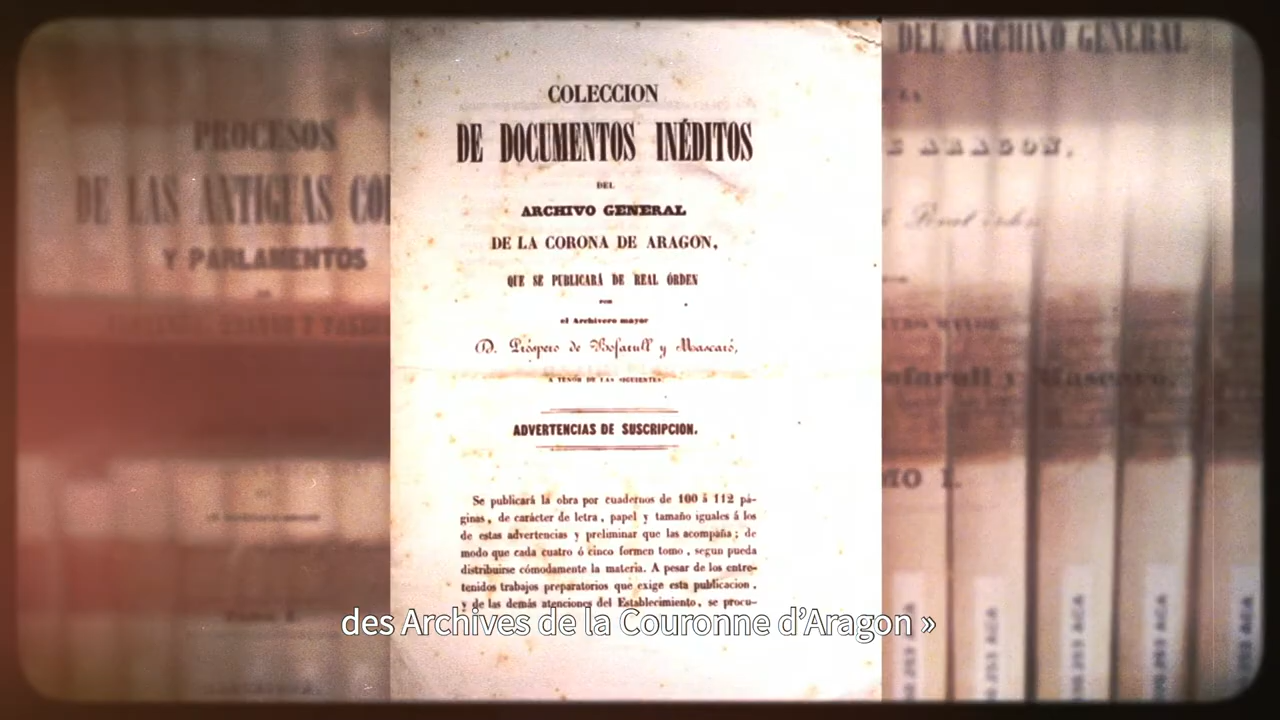 COLECCION
DE DOCUMENTOS INÉDITOS
DEL
ARCHIVO GENERAL
DE LA CORONA DE ARAGON,
QUE SE PUBLICARÁ DE REAL ÓRDEN
POR
el Archivero mayor
D. Próspero de Bofarull y Mascaró,
A TENOR DE LAS SIGUIENTES
ADVERTENCIAS DE SUSCRIPCION.
Se publicará la obra por cuadernos de 100 á 112 pá-
ginas, de carácter de letra, papel y tamaño iguales á los
de estas advertencias y preliminar que las acompaña; de
modo que cada cuatro ó cinco formen tomo, segun pueda
distribuirse cómodamente la materia. A pesar de los entre-
tenidos trabajos preparatorios que exige esta publicacion,
y de las demás atenciones del Establecimiento, se procu-
des Archives de la Couronne d'Aragon »
PROCESOS
DE LAS ANTIGUAS CO
Y PARLAMENTOS
DEL ARCHIVO GENERAL
E ARAGON,
ofarull y Mascaro,
MO I.